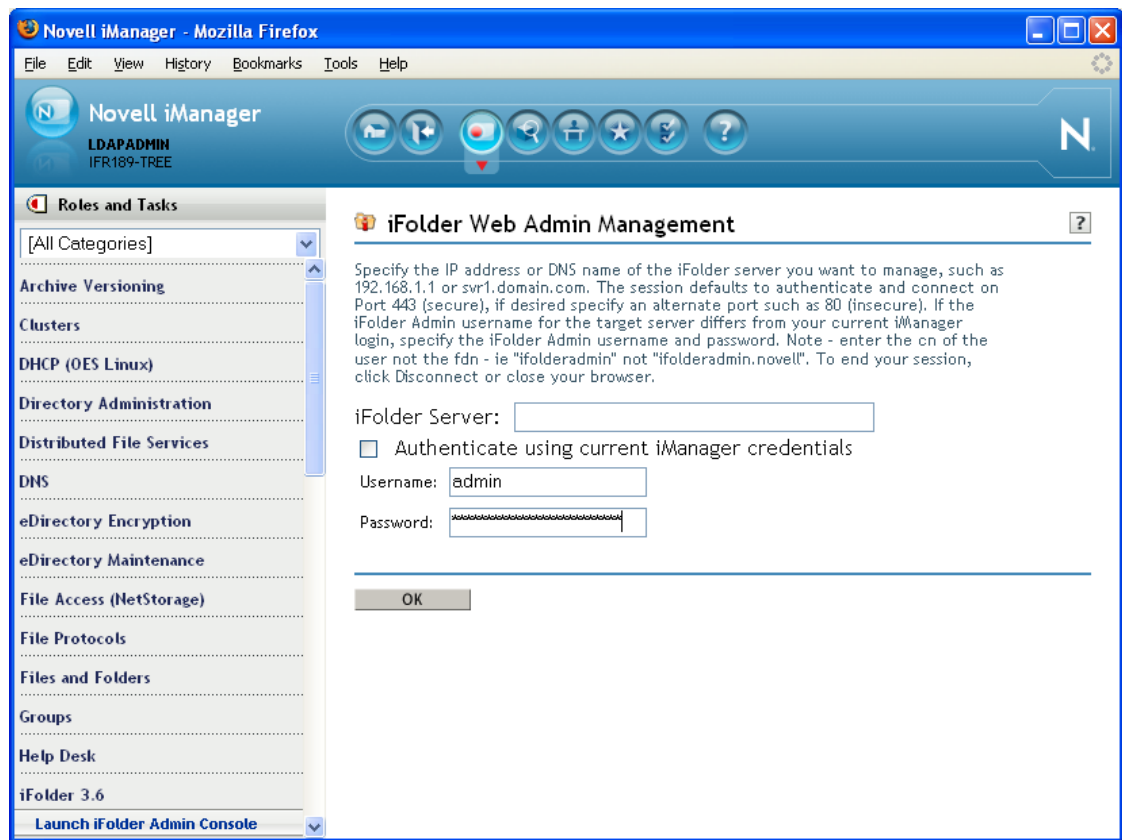 Novell iManager - Mozilla Firefox
File Edit View History Bookmarks Tools Help
Novell iManager
LDAPADMIN
IFR189-TREE
N
Roles and Tasks
[All Categories]
Archive Versioning
Clusters
DHCP (OES Linux)
Directory Administration
Distributed File Services
DNS
eDirectory Encryption
eDirectory Maintenance
File Access (NetStorage)
File Protocols
Files and Folders
Groups
Help Desk
iFolder 3.6
Launch iFolder Admin Console
iFolder Web Admin Management
?
Specify the IP address or DNS name of the iFolder server you want to manage, such as
192.168.1.1 or svr1.domain.com. The session defaults to authenticate and connect on
Port 443 (secure), if desired specify an alternate port such as 80 (insecure). If the
iFolder Admin username for the target server differs from your current iManager
login, specify the iFolder Admin username and password. Note - enter the cn of the
user not the fdn - ie "ifolderadmin" not "ifolderadmin.novell". To end your session,
click Disconnect or close your browser.
iFolder Server:
Authenticate using current iManager credentials
Username: admin
Password:
OK